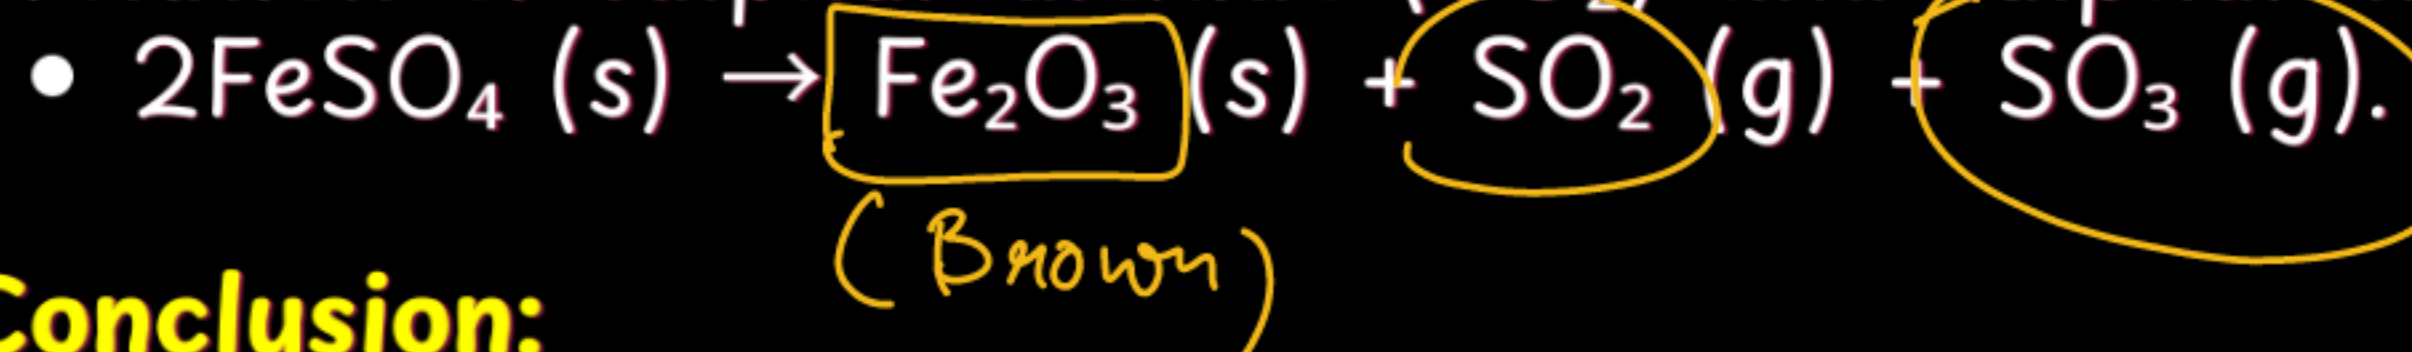 • 2FeSO₄ (s) → Fe₂O₃ (s) + SO₂ (g) + SO₃ (g).
(Brown)
Conclusion: